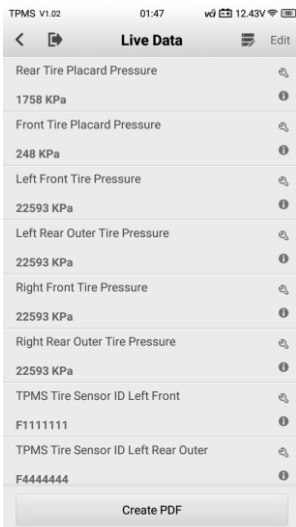 TPMS V1.02 01:47 12.43V
Live Data Edit
Rear Tire Placard Pressure
1758 KPa
Front Tire Placard Pressure
248 KPa
Left Front Tire Pressure
22593 KPa
Left Rear Outer Tire Pressure
22593 KPa
Right Front Tire Pressure
22593 KPa
Right Rear Outer Tire Pressure
22593 KPa
TPMS Tire Sensor ID Left Front
F1111111
TPMS Tire Sensor ID Left Rear Outer
F4444444
Create PDF